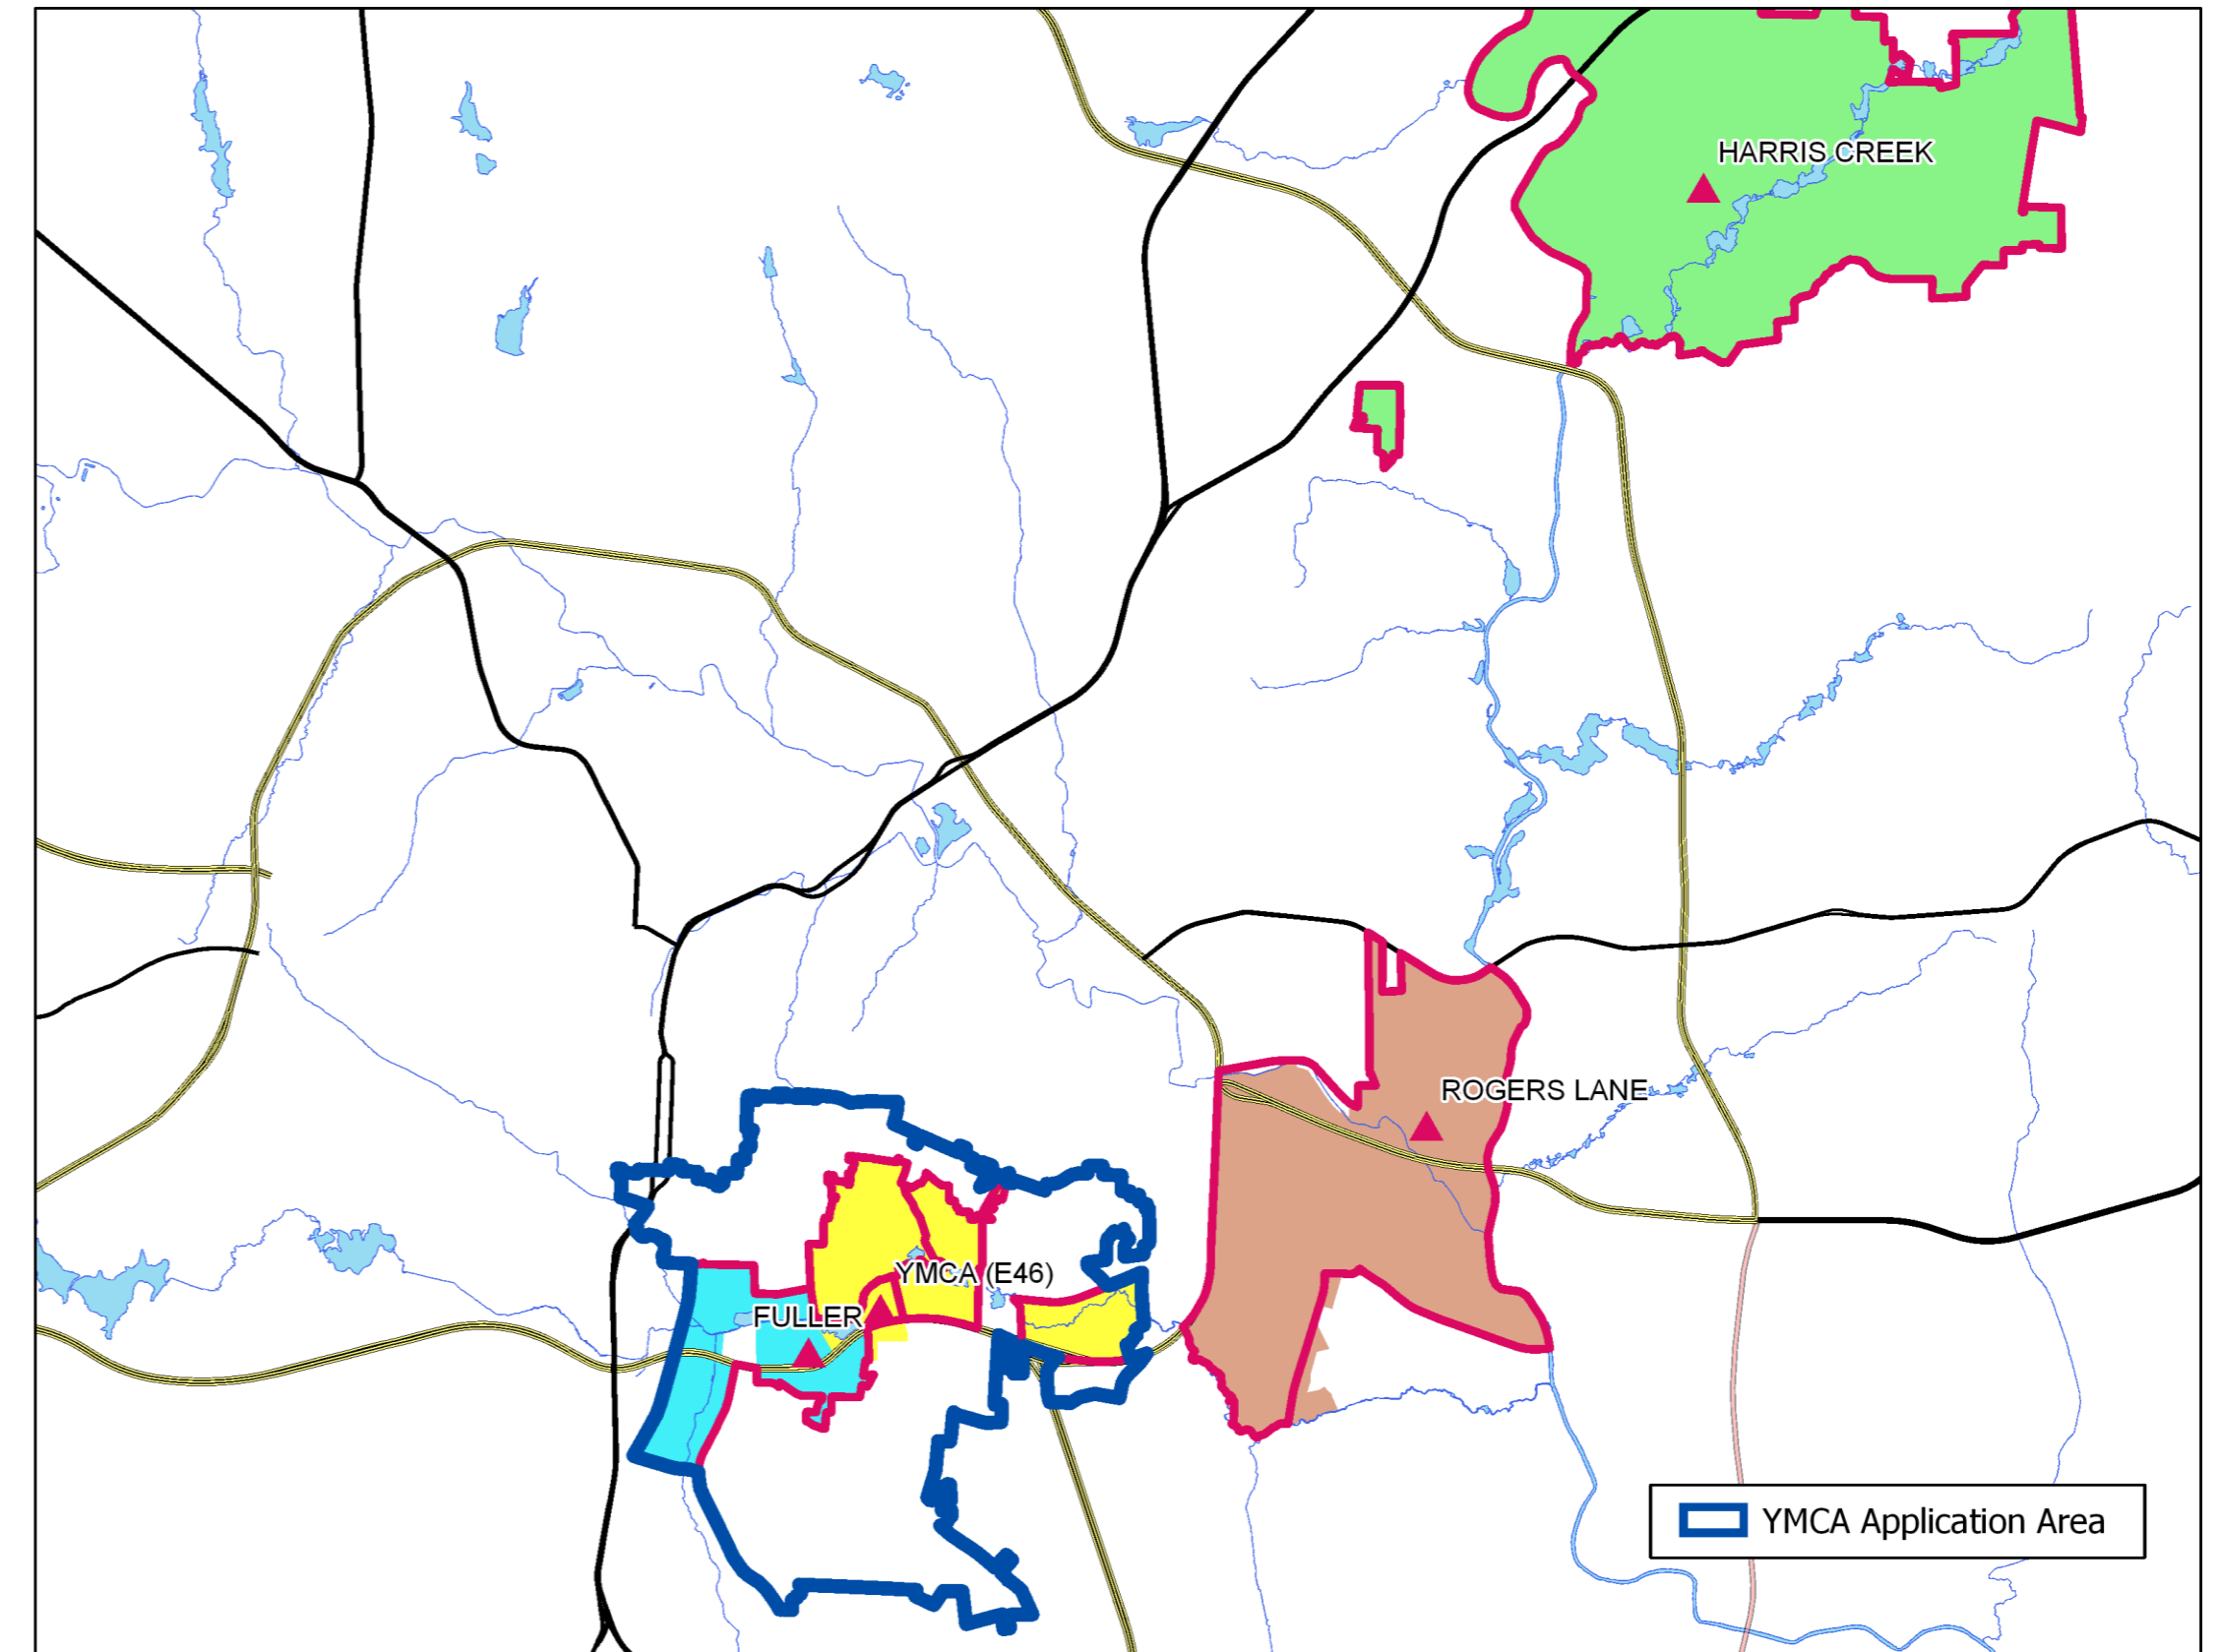 HARRIS CREEK
ROGERS LANE
YMCA (E46)
FULLER
YMCA Application Area